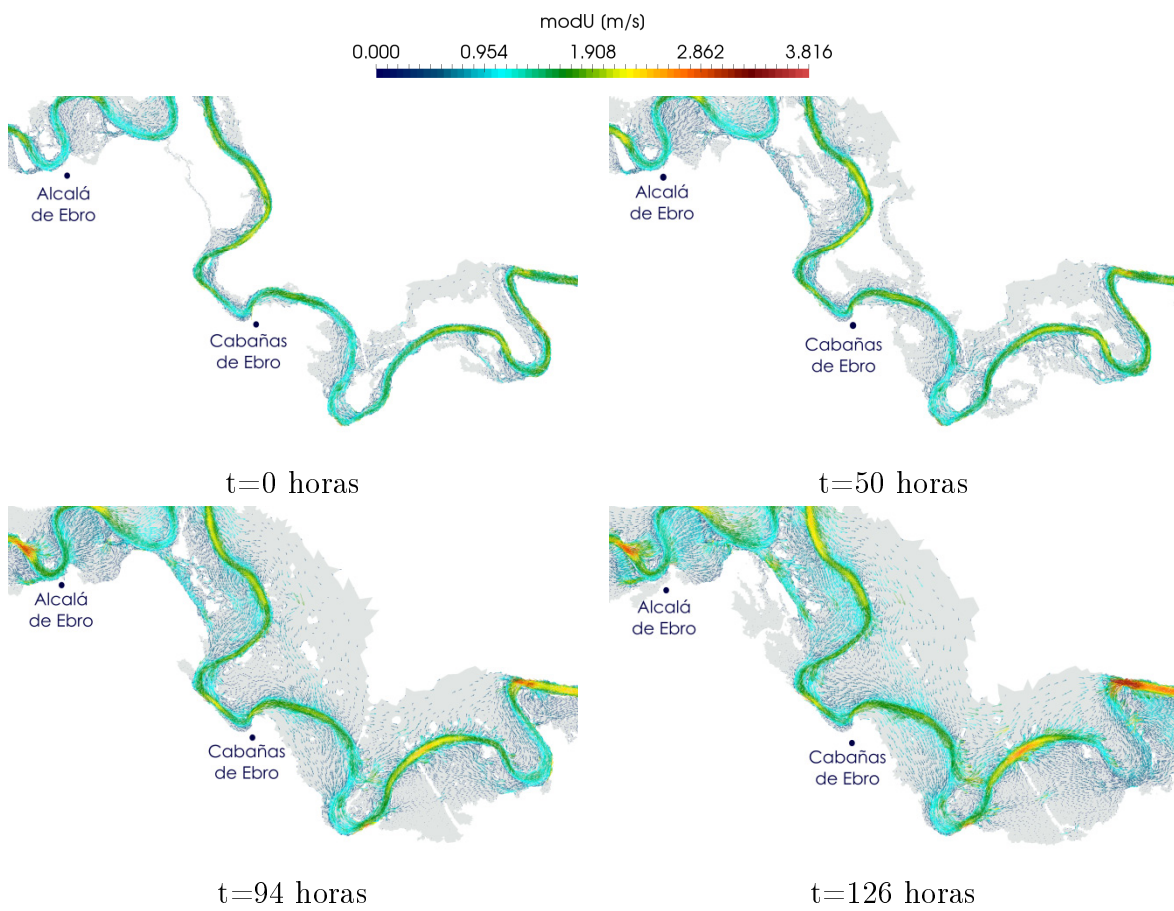 modU (m/s)
0.000 0.954 1.908 2.862 3.816
Alcalá
de Ebro
Cabañas
de Ebro
t=0 horas
Alcalá
de Ebro
Cabañas
de Ebro
t=50 horas
Alcalá
de Ebro
Cabañas
de Ebro
t=94 horas
Alcalá
de Ebro
Cabañas
de Ebro
t=126 horas